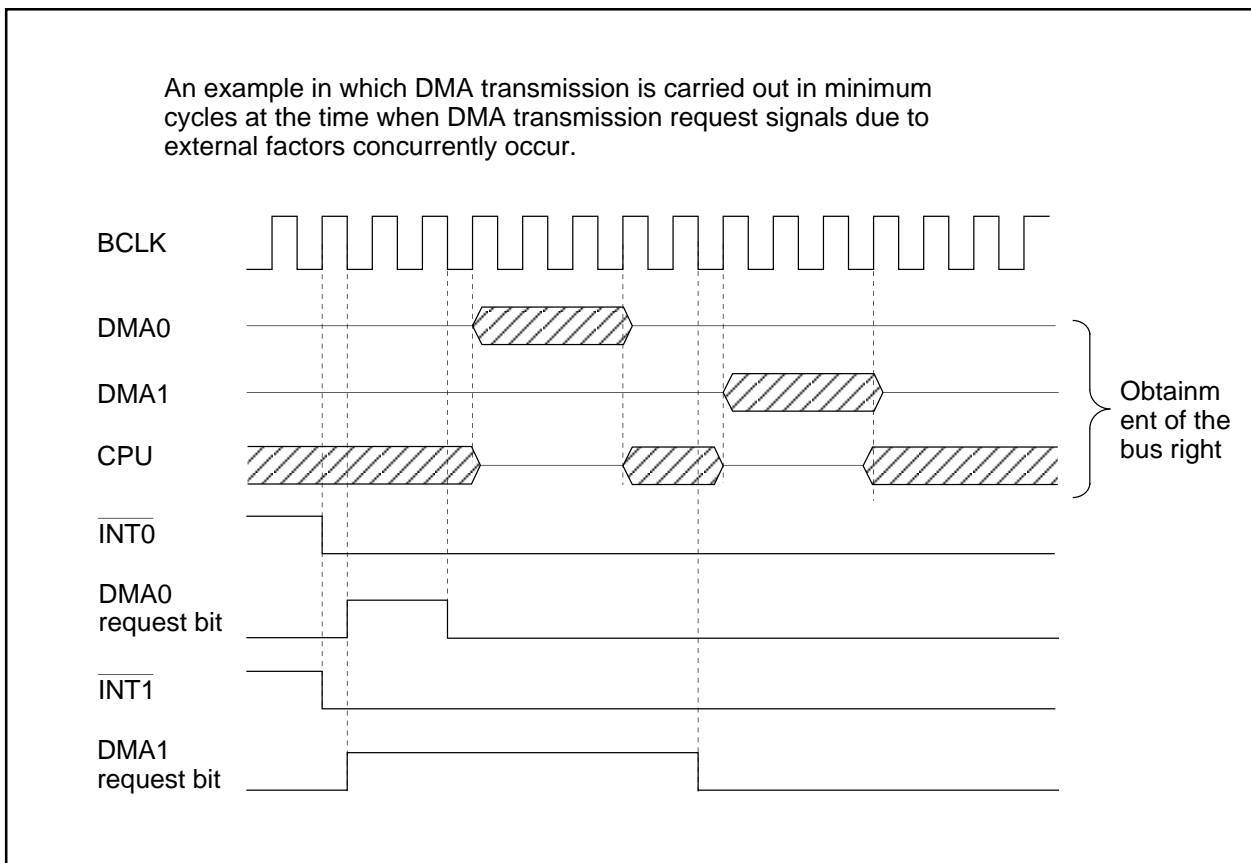 An example in which DMA transmission is carried out in minimum
cycles at the time when DMA transmission request signals due to
external factors concurrently occur.
BCLK
DMA0
DMA1
CPU
Obtainm
ent of the
bus right
INT0
DMA0
request bit
INT1
DMA1
request bit